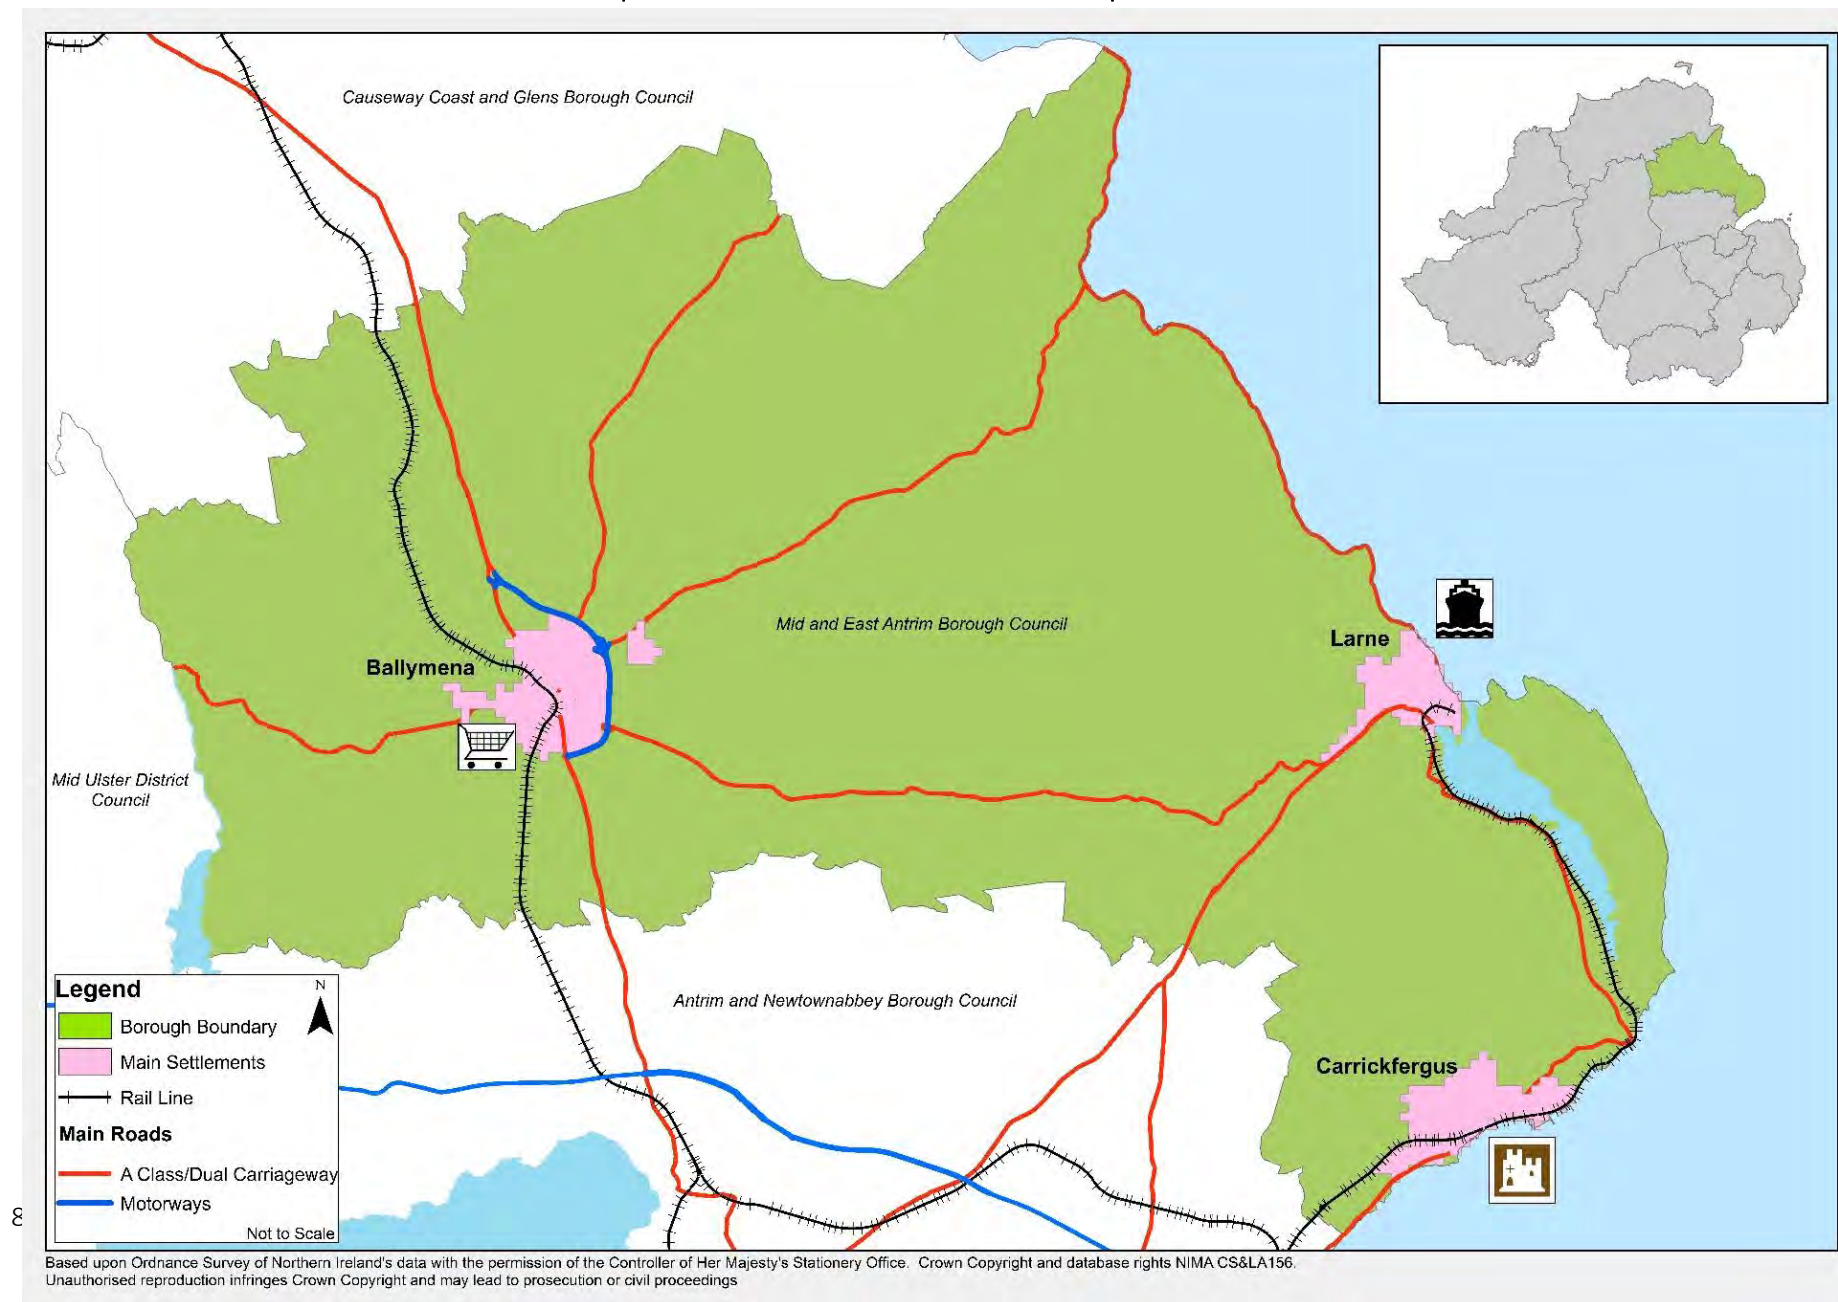 Causeway Coast and Glens Borough Council
Mid and East Antrim Borough Council
Larne
Ballymena
Mid Ulster District
Council
Antrim and Newtownabbey Borough Council
Carrickfergus
Legend
N
Borough Boundary
Main Settlements
Rail Line
Main Roads
A Class/Dual Carriageway
Motorways
Not to Scale
8
Based upon Ordnance Survey of Northern Ireland's data with the permission of the Controller of Her Majesty's Stationery Office. Crown Copyright and database rights NIMA CS&LA156.
Unauthorised reproduction infringes Crown Copyright and may lead to prosecution or civil proceedings